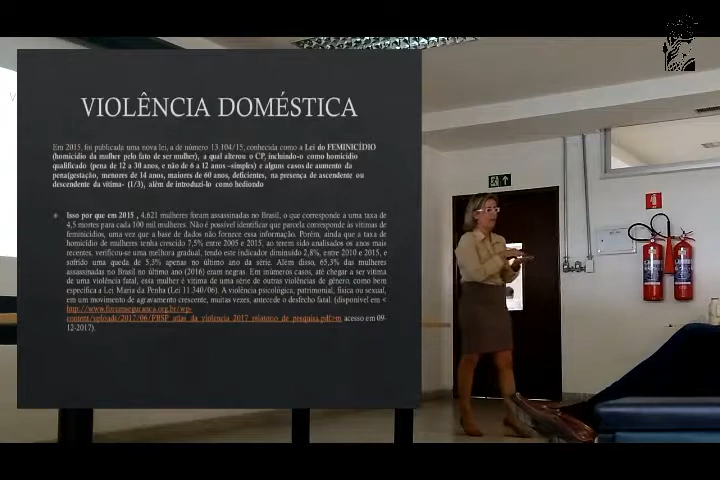 VIOLÊNCIA DOMÉSTICA
Em 2015, foi publicada uma nova lei, a de número 13.104/15, conhecida como a Lei do FEMINICÍDIO
(homicídio da mulher pelo fato de ser mulher), a qual alterou o CP, incluindo-o como homicídio
qualificado (pena de 12 a 30 anos, e não de 6 a 12 anos –simples) e alguns casos de aumento da
pena(gestação, menores de 14 anos, maiores de 60 anos, deficientes, na presença de ascendente ou
descendente da vítima- (1/3), além de introduzi-lo como hediondo
Isso por que em 2015 , 4.621 mulheres foram assassinadas no Brasil, o que corresponde a uma taxa de
4,5 mortes para cada 100 mil mulheres. Não é possível identificar que parcela corresponde às vítimas de
feminicídios, uma vez que a base de dados não fornece essa informação. Porém, ainda que a taxa de
homicídio de mulheres tenha crescido 7,5% entre 2005 e 2015, ao terem sido analisados os anos mais
recentes, verificou-se uma melhora gradual, tendo este indicador diminuído 2,8%, entre 2010 e 2015, e
sofrido uma queda de 5,3% apenas no último ano da série. Além disso, 65,3% das mulheres
assassinadas no Brasil no último ano (2016) eram negras. Em inúmeros casos, até chegar a ser vítima
de uma violência fatal, essa mulher é vítima de uma série de outras violências de gênero, como bem
especifica a Lei Maria da Penha (Lei 11.340/06). A violência psicológica, patrimonial, física ou sexual,
em um movimento de agravamento crescente, muitas vezes, antecede o desfecho fatal. (disponível em <
http://www.forumseguranca.org.br/wp-
content/uploads/2017/06/FBSP_atlas_da_violencia_2017_relatorio_de_pesquisa.pdf>m acesso em 09-
12-2017).